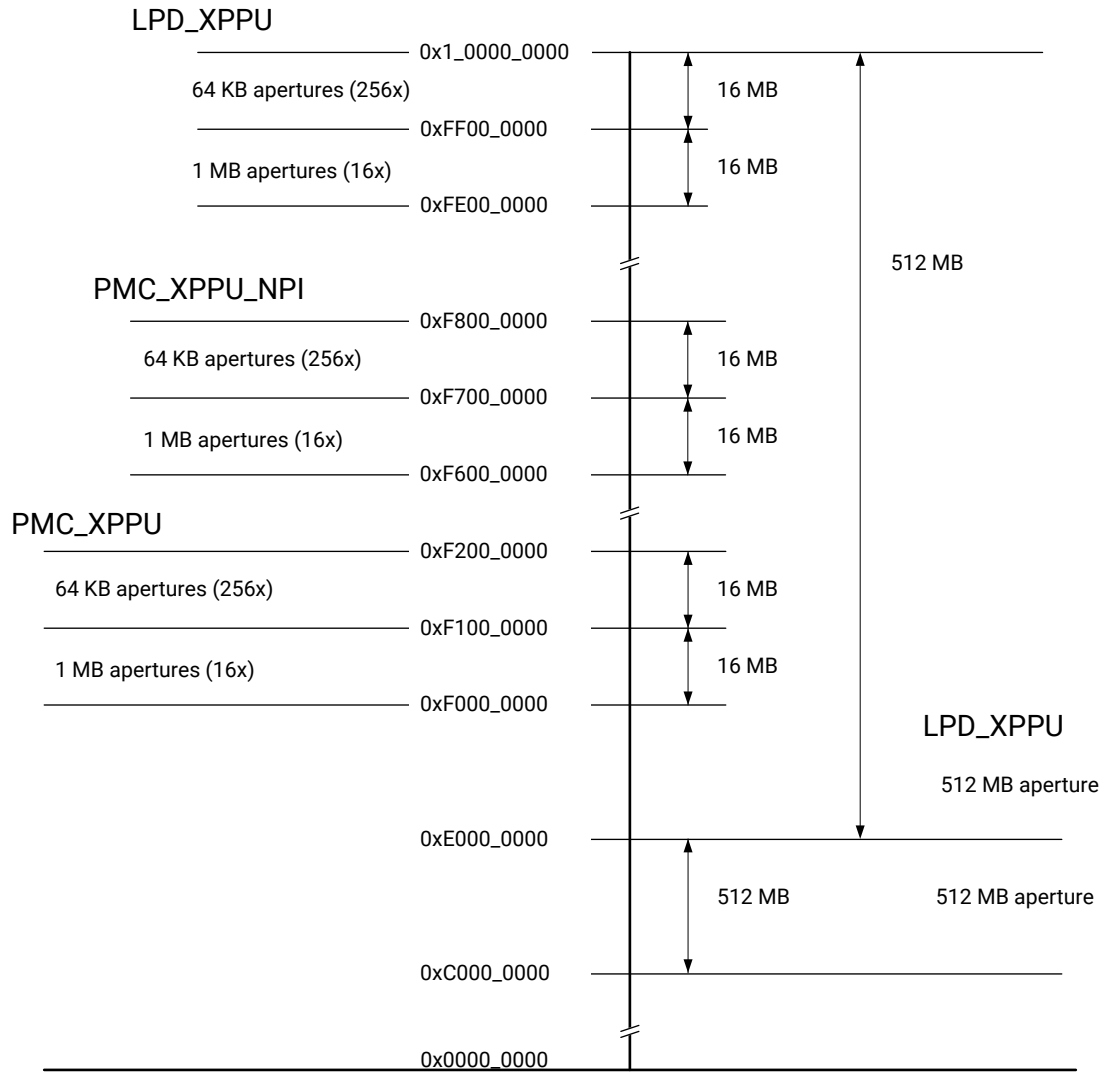 LPD_XPPU
0x1_0000_0000
64 KB apertures (256x)
16 MB
0xFF00_0000
1 MB apertures (16x)
16 MB
0xFE00_0000
512 MB
PMC_XPPU_NPI
0xF800_0000
64 KB apertures (256x)
16 MB
0xF700_0000
1 MB apertures (16x)
16 MB
0xF600_0000
PMC_XPPU
0xF200_0000
64 KB apertures (256x)
16 MB
0xF100_0000
1 MB apertures (16x)
16 MB
0xF000_0000
LPD_XPPU
512 MB aperture
0xE000_0000
512 MB
512 MB aperture
0xC000_0000
0x0000_0000